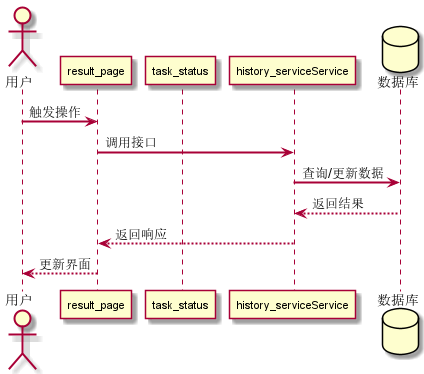 用户
result_page
task_status
history_serviceService
数据库
触发操作
调用接口
查询/更新数据
返回结果
返回响应
更新界面
用户
result_page
task_status
history_serviceService
数据库